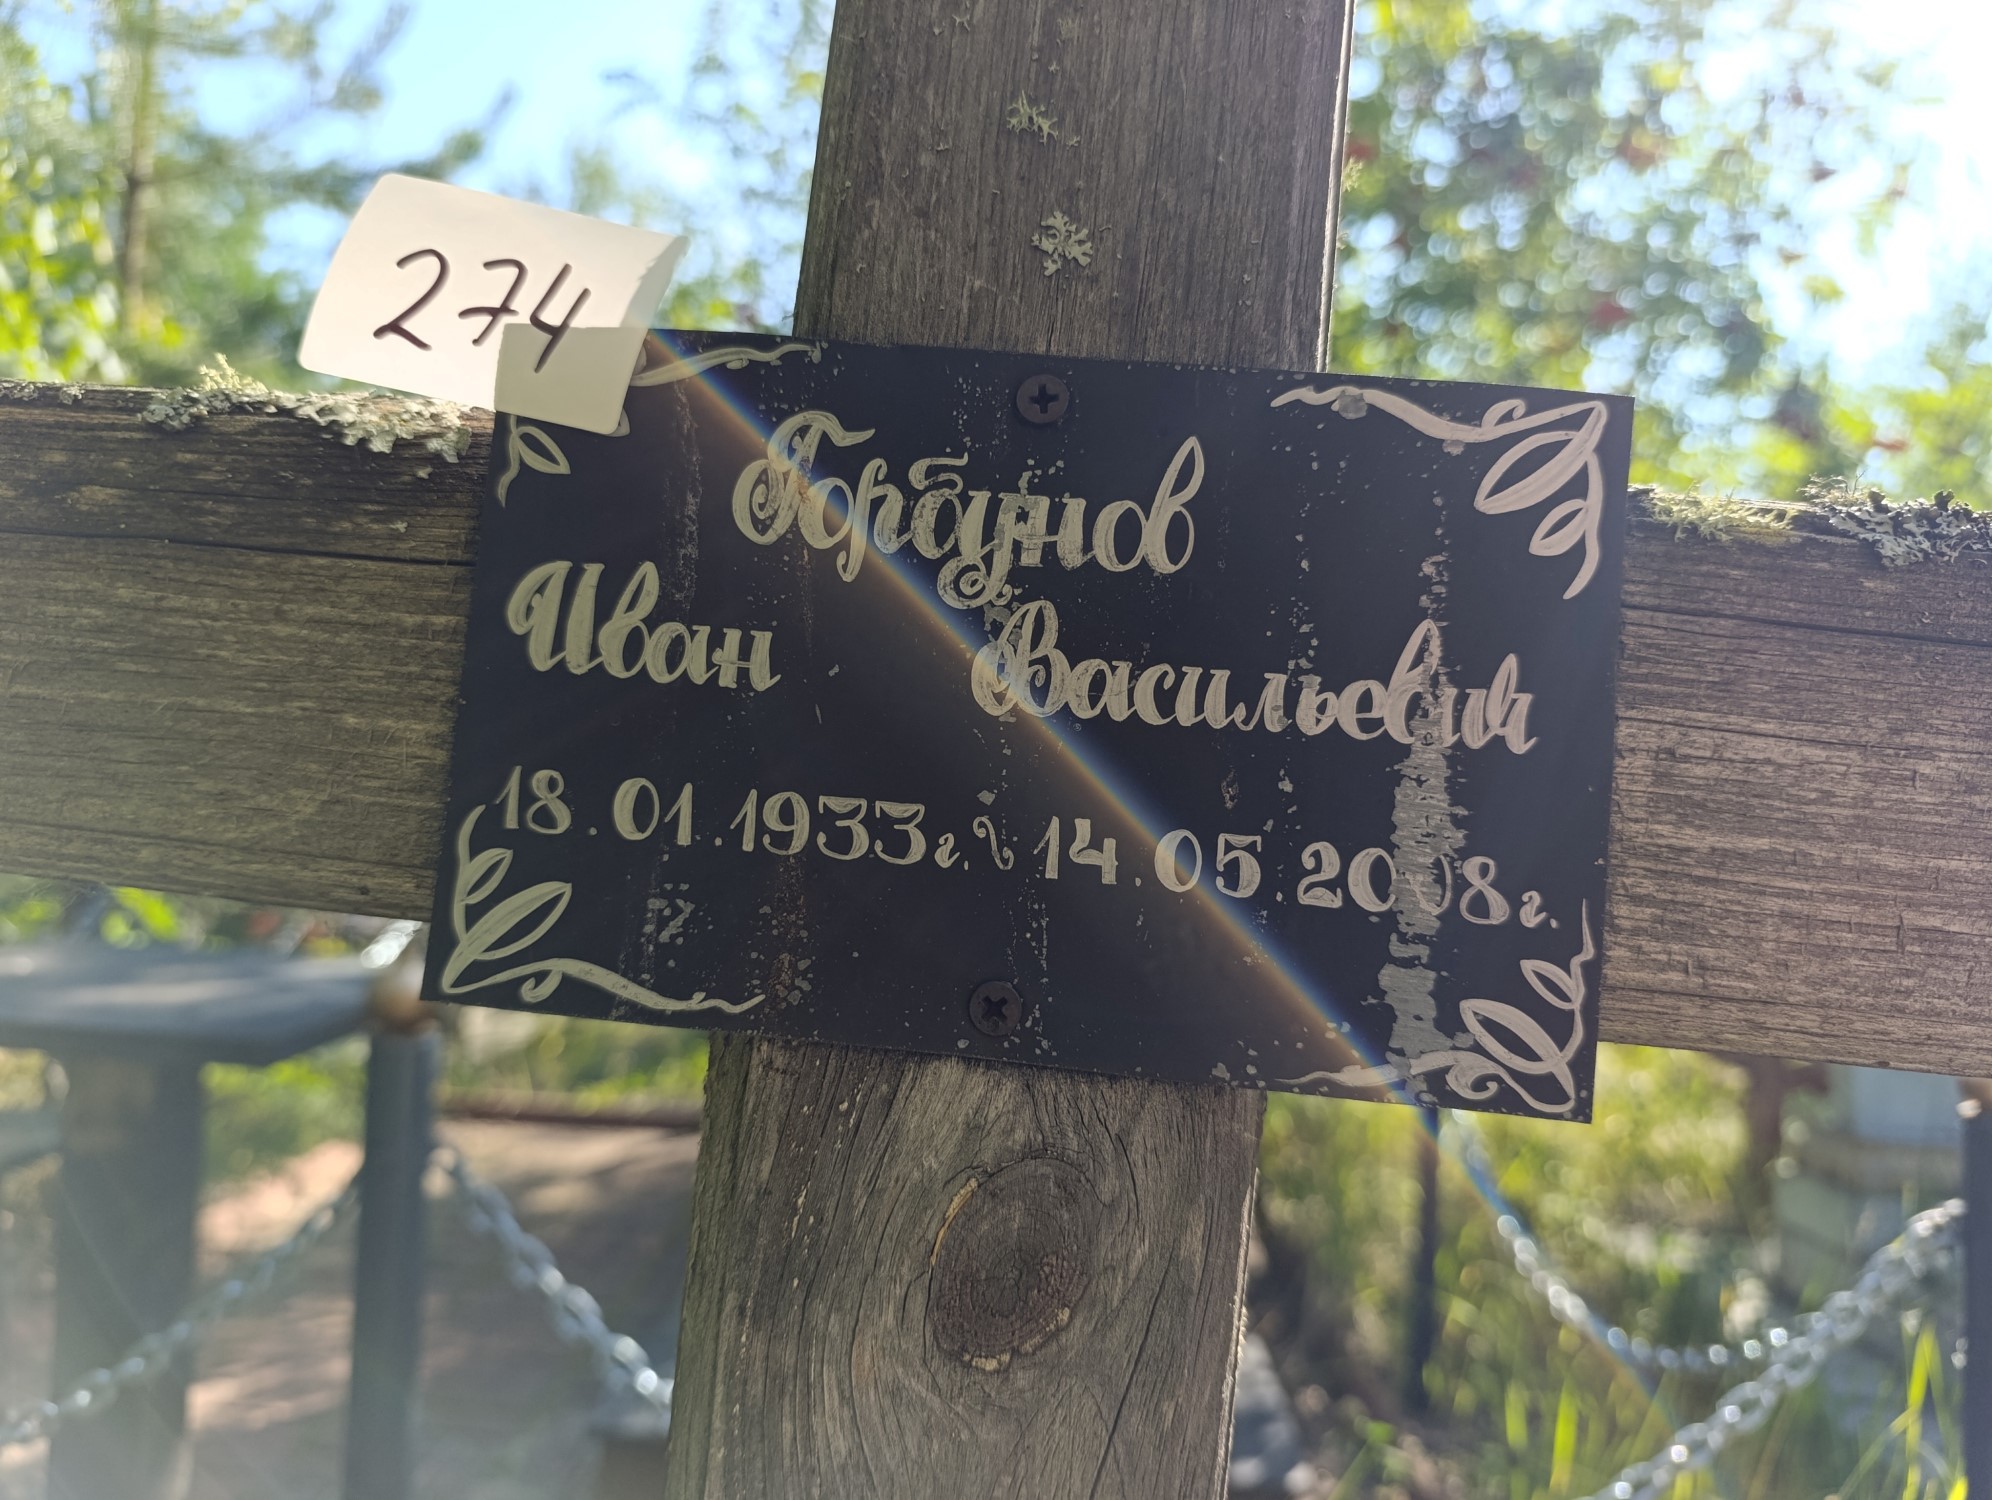 274
Горбунов
Иван Васильевич
18.01.1933г. 14.05.2008г.